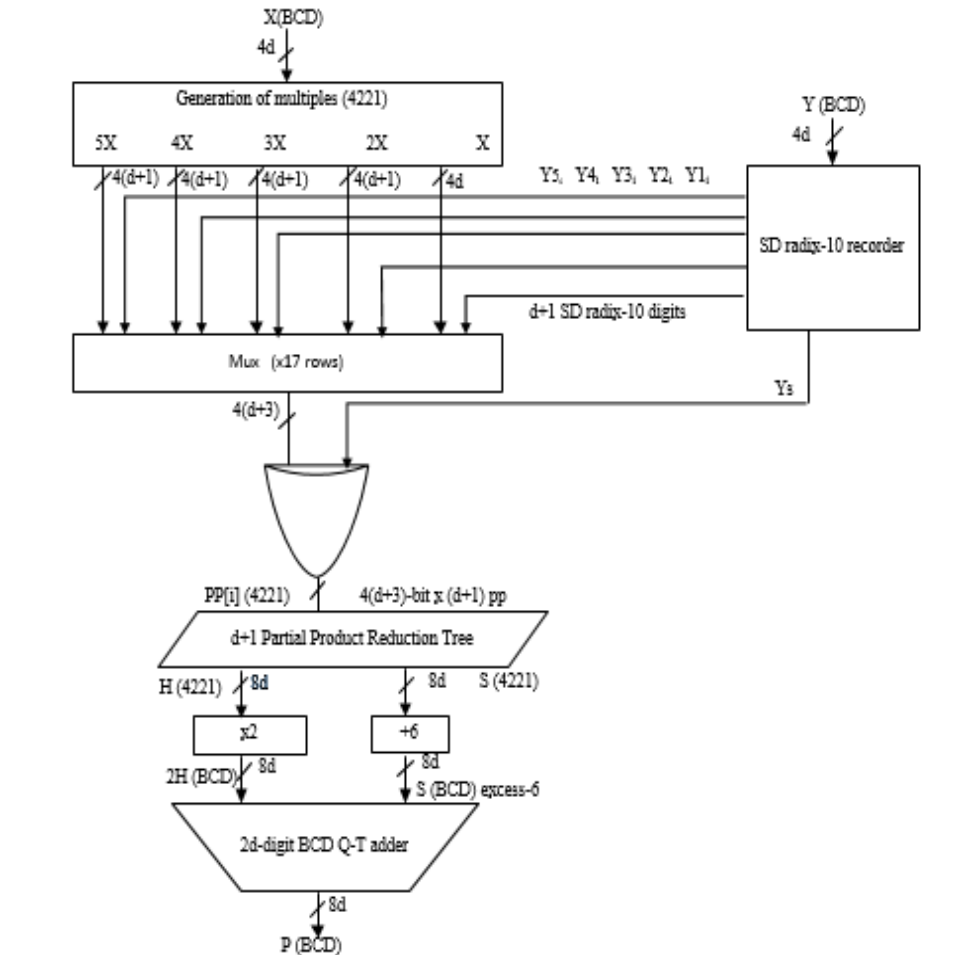 X(BCD)
4d
Generation of multiples (4221)
5X 4X 3X 2X X
Y (BCD)
4d
4(d+1) 4(d+1) 4(d+1) 4(d+1) 4d
Y5ᵢ Y4ᵢ Y3ᵢ Y2ᵢ Y1ᵢ
SD radix-10 recorder
d+1 SD radix-10 digits
Mux (x17 rows)
Ys
4(d+3)
PP[i] (4221) 4(d+3)-bit x (d+1) pp
d+1 Partial Product Reduction Tree
H (4221) 8d 8d S (4221)
x2 +6
2H (BCD) 8d 8d
S (BCD) excess-6
2d-digit BCD Q-T adder
8d
P (BCD)